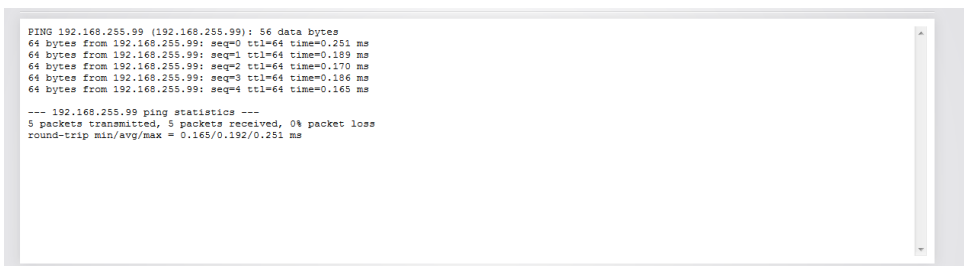 PING 192.168.255.99 (192.168.255.99): 56 data bytes
64 bytes from 192.168.255.99: seq=0 ttl=64 time=0.251 ms
64 bytes from 192.168.255.99: seq=1 ttl=64 time=0.189 ms
64 bytes from 192.168.255.99: seq=2 ttl=64 time=0.170 ms
64 bytes from 192.168.255.99: seq=3 ttl=64 time=0.186 ms
64 bytes from 192.168.255.99: seq=4 ttl=64 time=0.165 ms
--- 192.168.255.99 ping statistics ---
5 packets transmitted, 5 packets received, 0% packet loss
round-trip min/avg/max = 0.165/0.192/0.251 ms